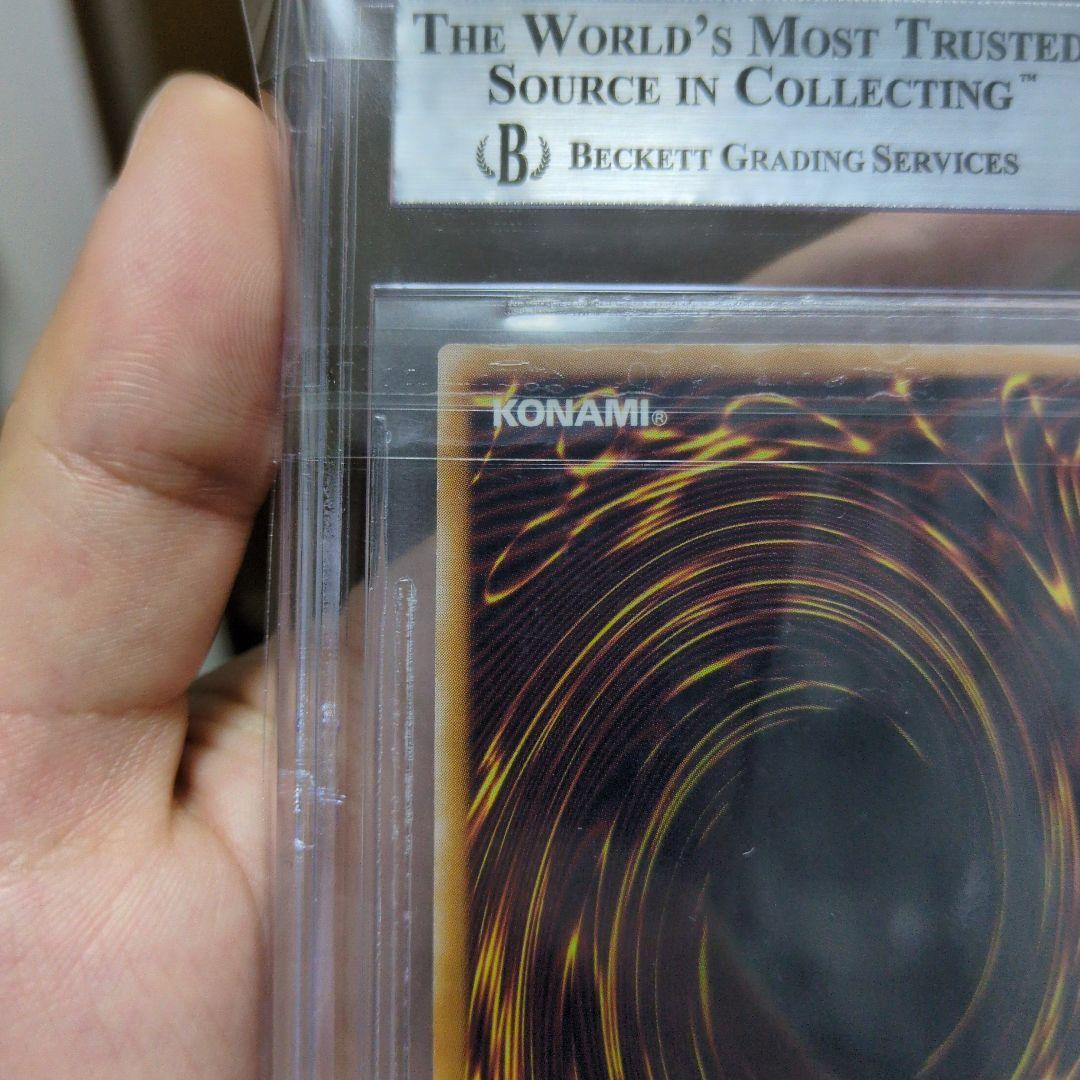 THE WORLD'S MOST TRUSTED
SOURCE IN COLLECTING™
B BECKETT GRADING SERVICES
KONAMI®